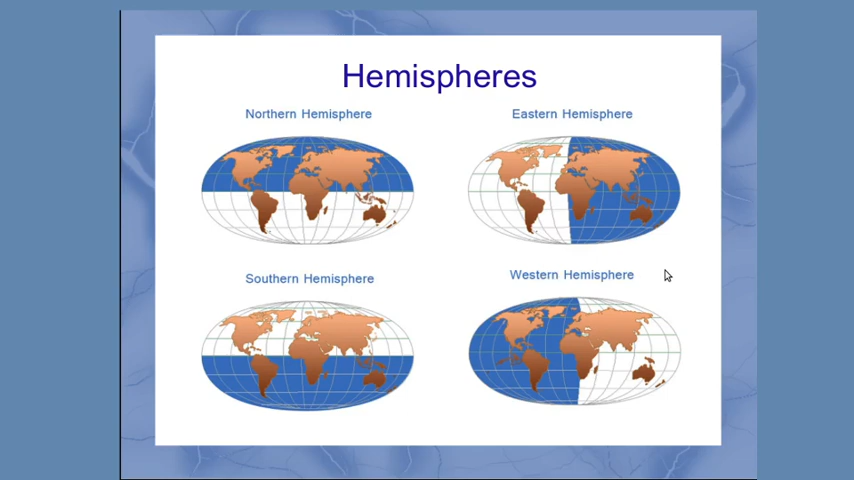 Hemispheres
Northern Hemisphere
Eastern Hemisphere
Southern Hemisphere
Western Hemisphere